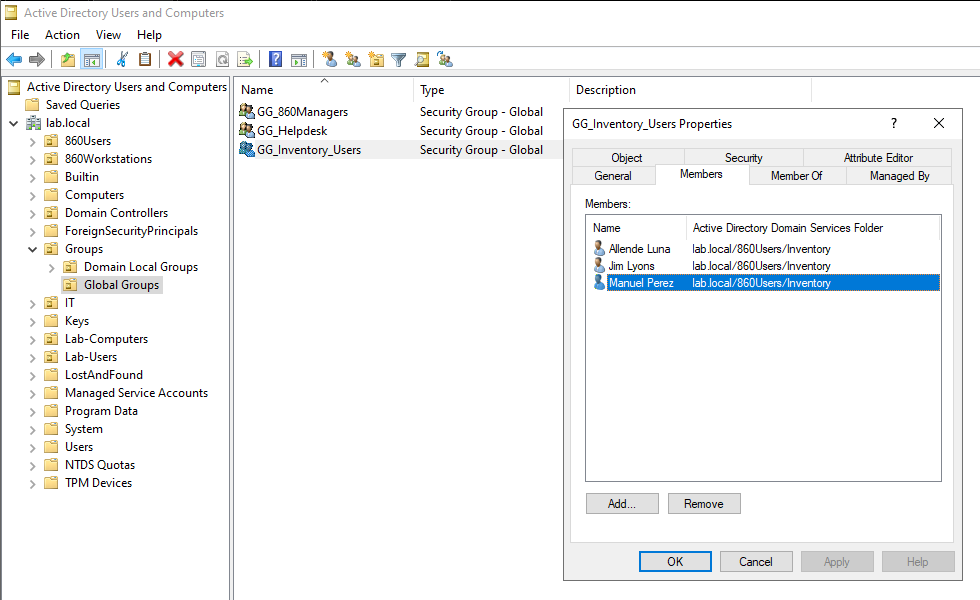 Active Directory Users and Computers
File Action View Help
Active Directory Users and Computers
Saved Queries
lab.local
860Users
860Workstations
Builtin
Computers
Domain Controllers
ForeignSecurityPrincipals
Groups
Domain Local Groups
Global Groups
IT
Keys
Lab-Computers
Lab-Users
LostAndFound
Managed Service Accounts
Program Data
System
Users
NTDS Quotas
TPM Devices
Name Type Description
GG_860Managers Security Group - Global
GG_Helpdesk Security Group - Global
GG_Inventory_Users Security Group - Global
GG_Inventory_Users Properties ? ×
Object Security Attribute Editor
General Members Member Of Managed By
Members:
Name Active Directory Domain Services Folder
Allende Luna lab.local/860Users/Inventory
Jim Lyons lab.local/860Users/Inventory
Manuel Perez lab.local/860Users/Inventory
Add... Remove
OK Cancel Apply Help